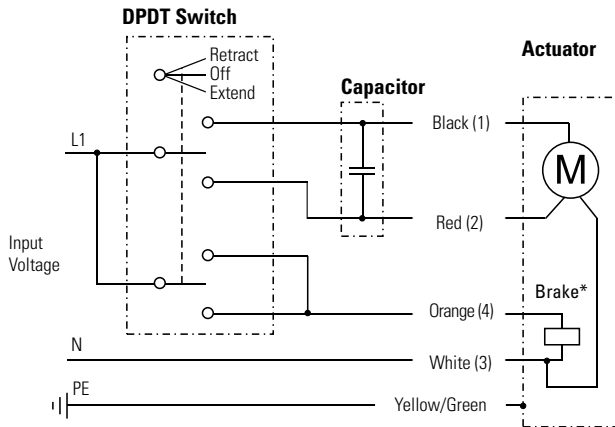 DPDT Switch
Retract
Off
Extend
Capacitor
Actuator
L1
Black (1)
M
Red (2)
Input
Voltage
Brake*
Orange (4)
N
White (3)
PE
Yellow/Green